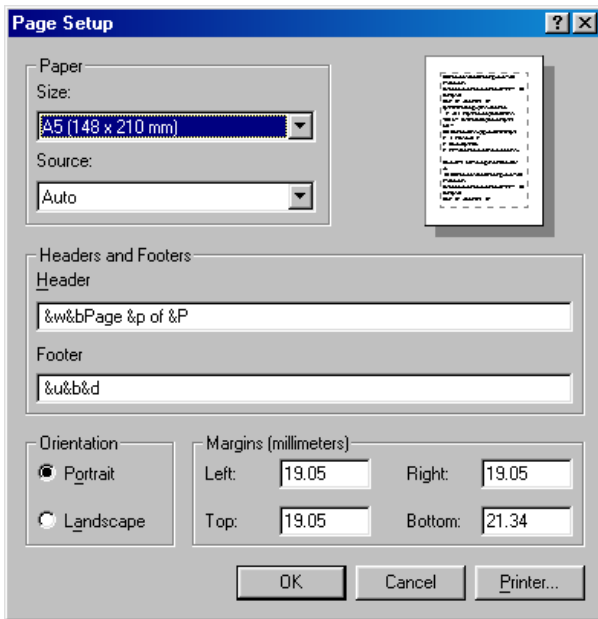 Page Setup
Paper
Size:
A5 (148 x 210 mm)
Source:
Auto
Headers and Footers
Header
&w&bPage &p of &P
Footer
&u&b&d
Orientation
Portrait
Landscape
Margins (millimeters)
Left: 19.05 Right: 19.05
Top: 19.05 Bottom: 21.34
OK Cancel Printer...